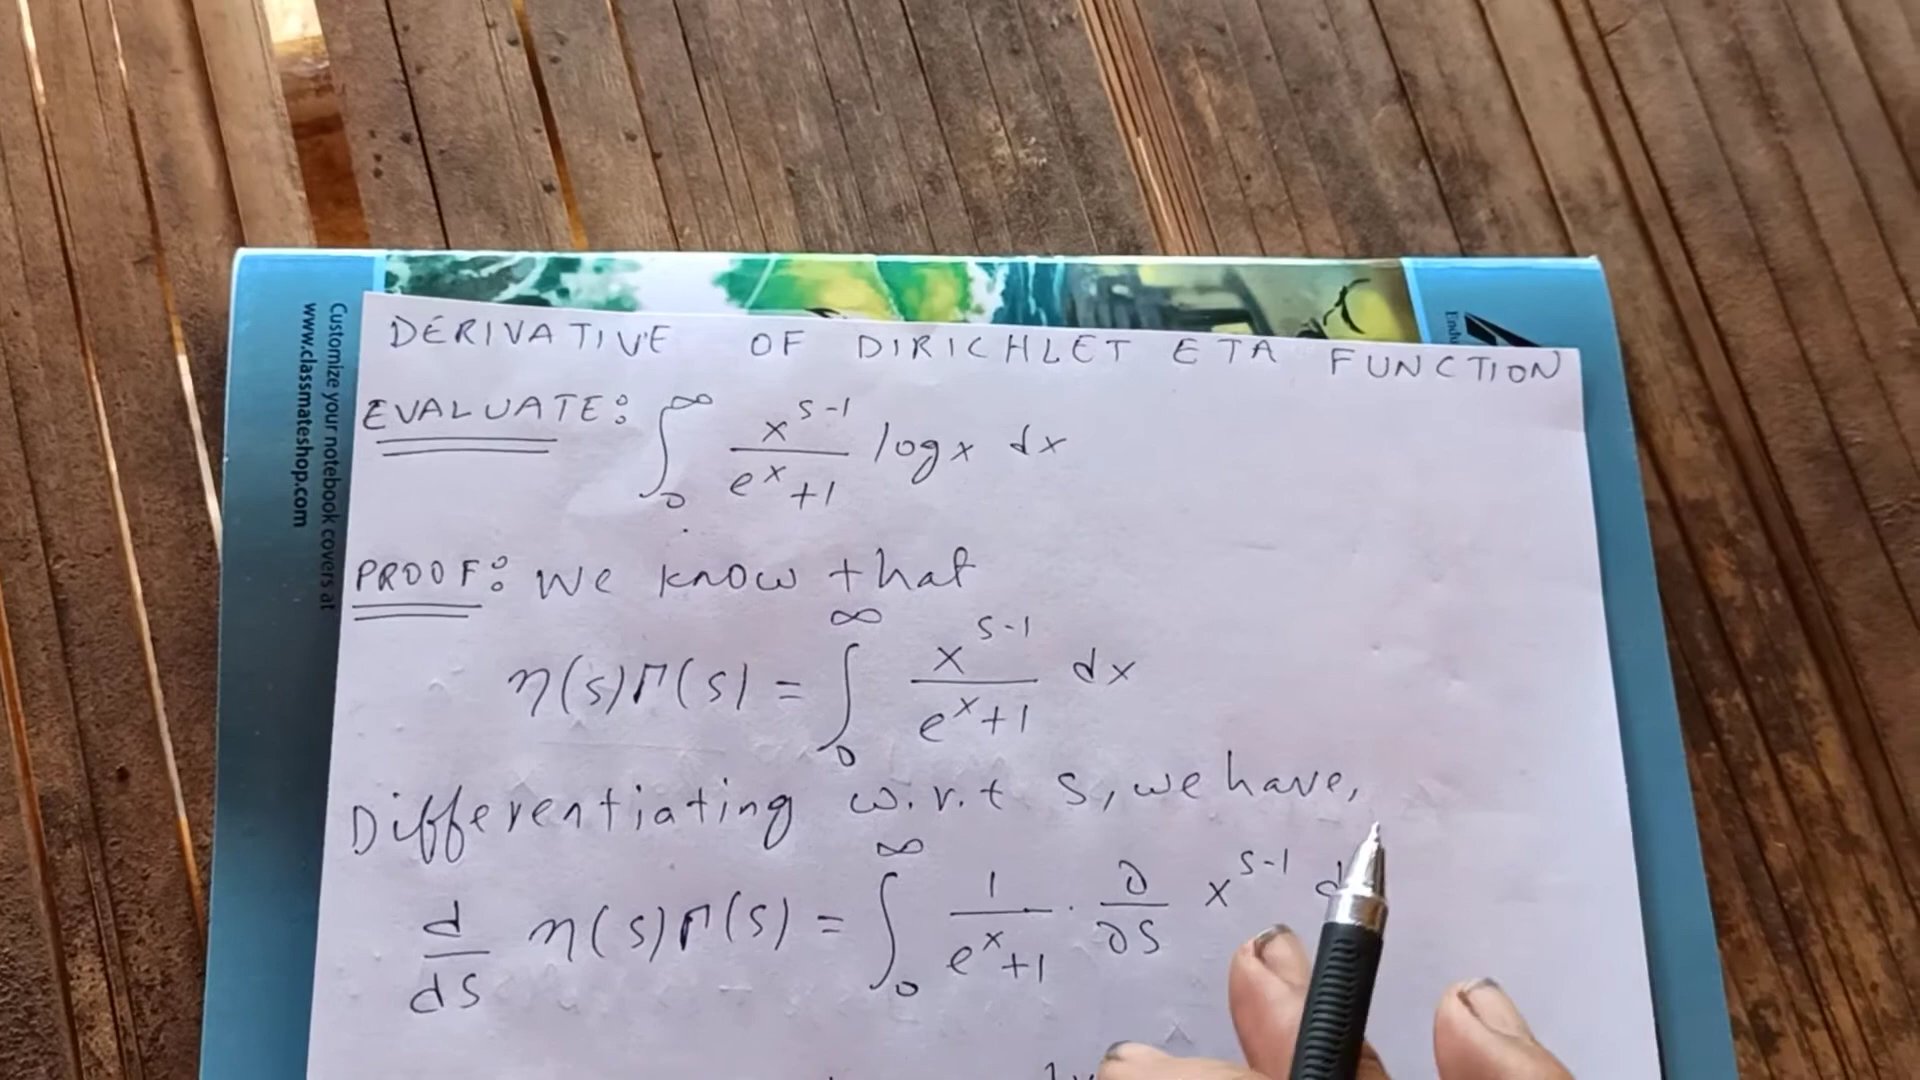 Customize your notebook covers at
www.classmateshop.com
DERIVATIVE OF DIRICHLET ETA FUNCTION
EVALUATE: ∫₀^∞ x^(s-1)/(e^x+1) log x dx
PROOF: We know that
η(s)Γ(s) = ∫₀^∞ x^(s-1)/(e^x+1) dx
Differentiating w.r.t s, we have,
d/ds η(s)Γ(s) = ∫₀^∞ 1/(e^x+1) · ∂/∂s x^(s-1) d